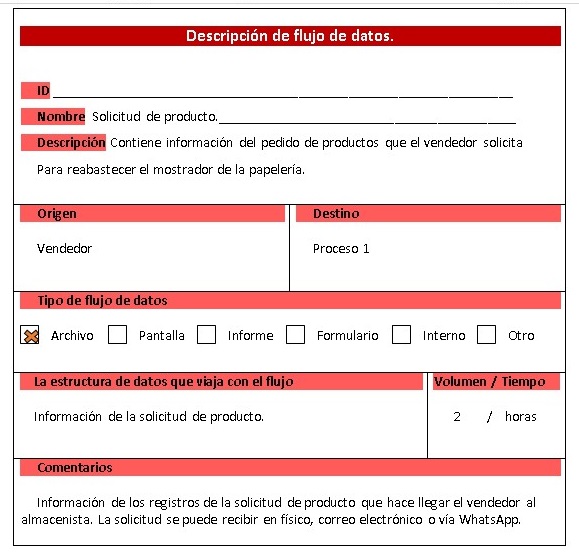 Descripción de flujo de datos.
ID
Nombre Solicitud de producto.
Descripción Contiene información del pedido de productos que el vendedor solicita
Para reabastecer el mostrador de la papelería.
Origen Destino
Vendedor Proceso 1
Tipo de flujo de datos
Archivo Pantalla Informe Formulario Interno Otro
La estructura de datos que viaja con el flujo Volumen / Tiempo
Información de la solicitud de producto. 2 / horas
Comentarios
Información de los registros de la solicitud de producto que hace llegar el vendedor al
almacenista. La solicitud se puede recibir en físico, correo electrónico o vía WhatsApp.